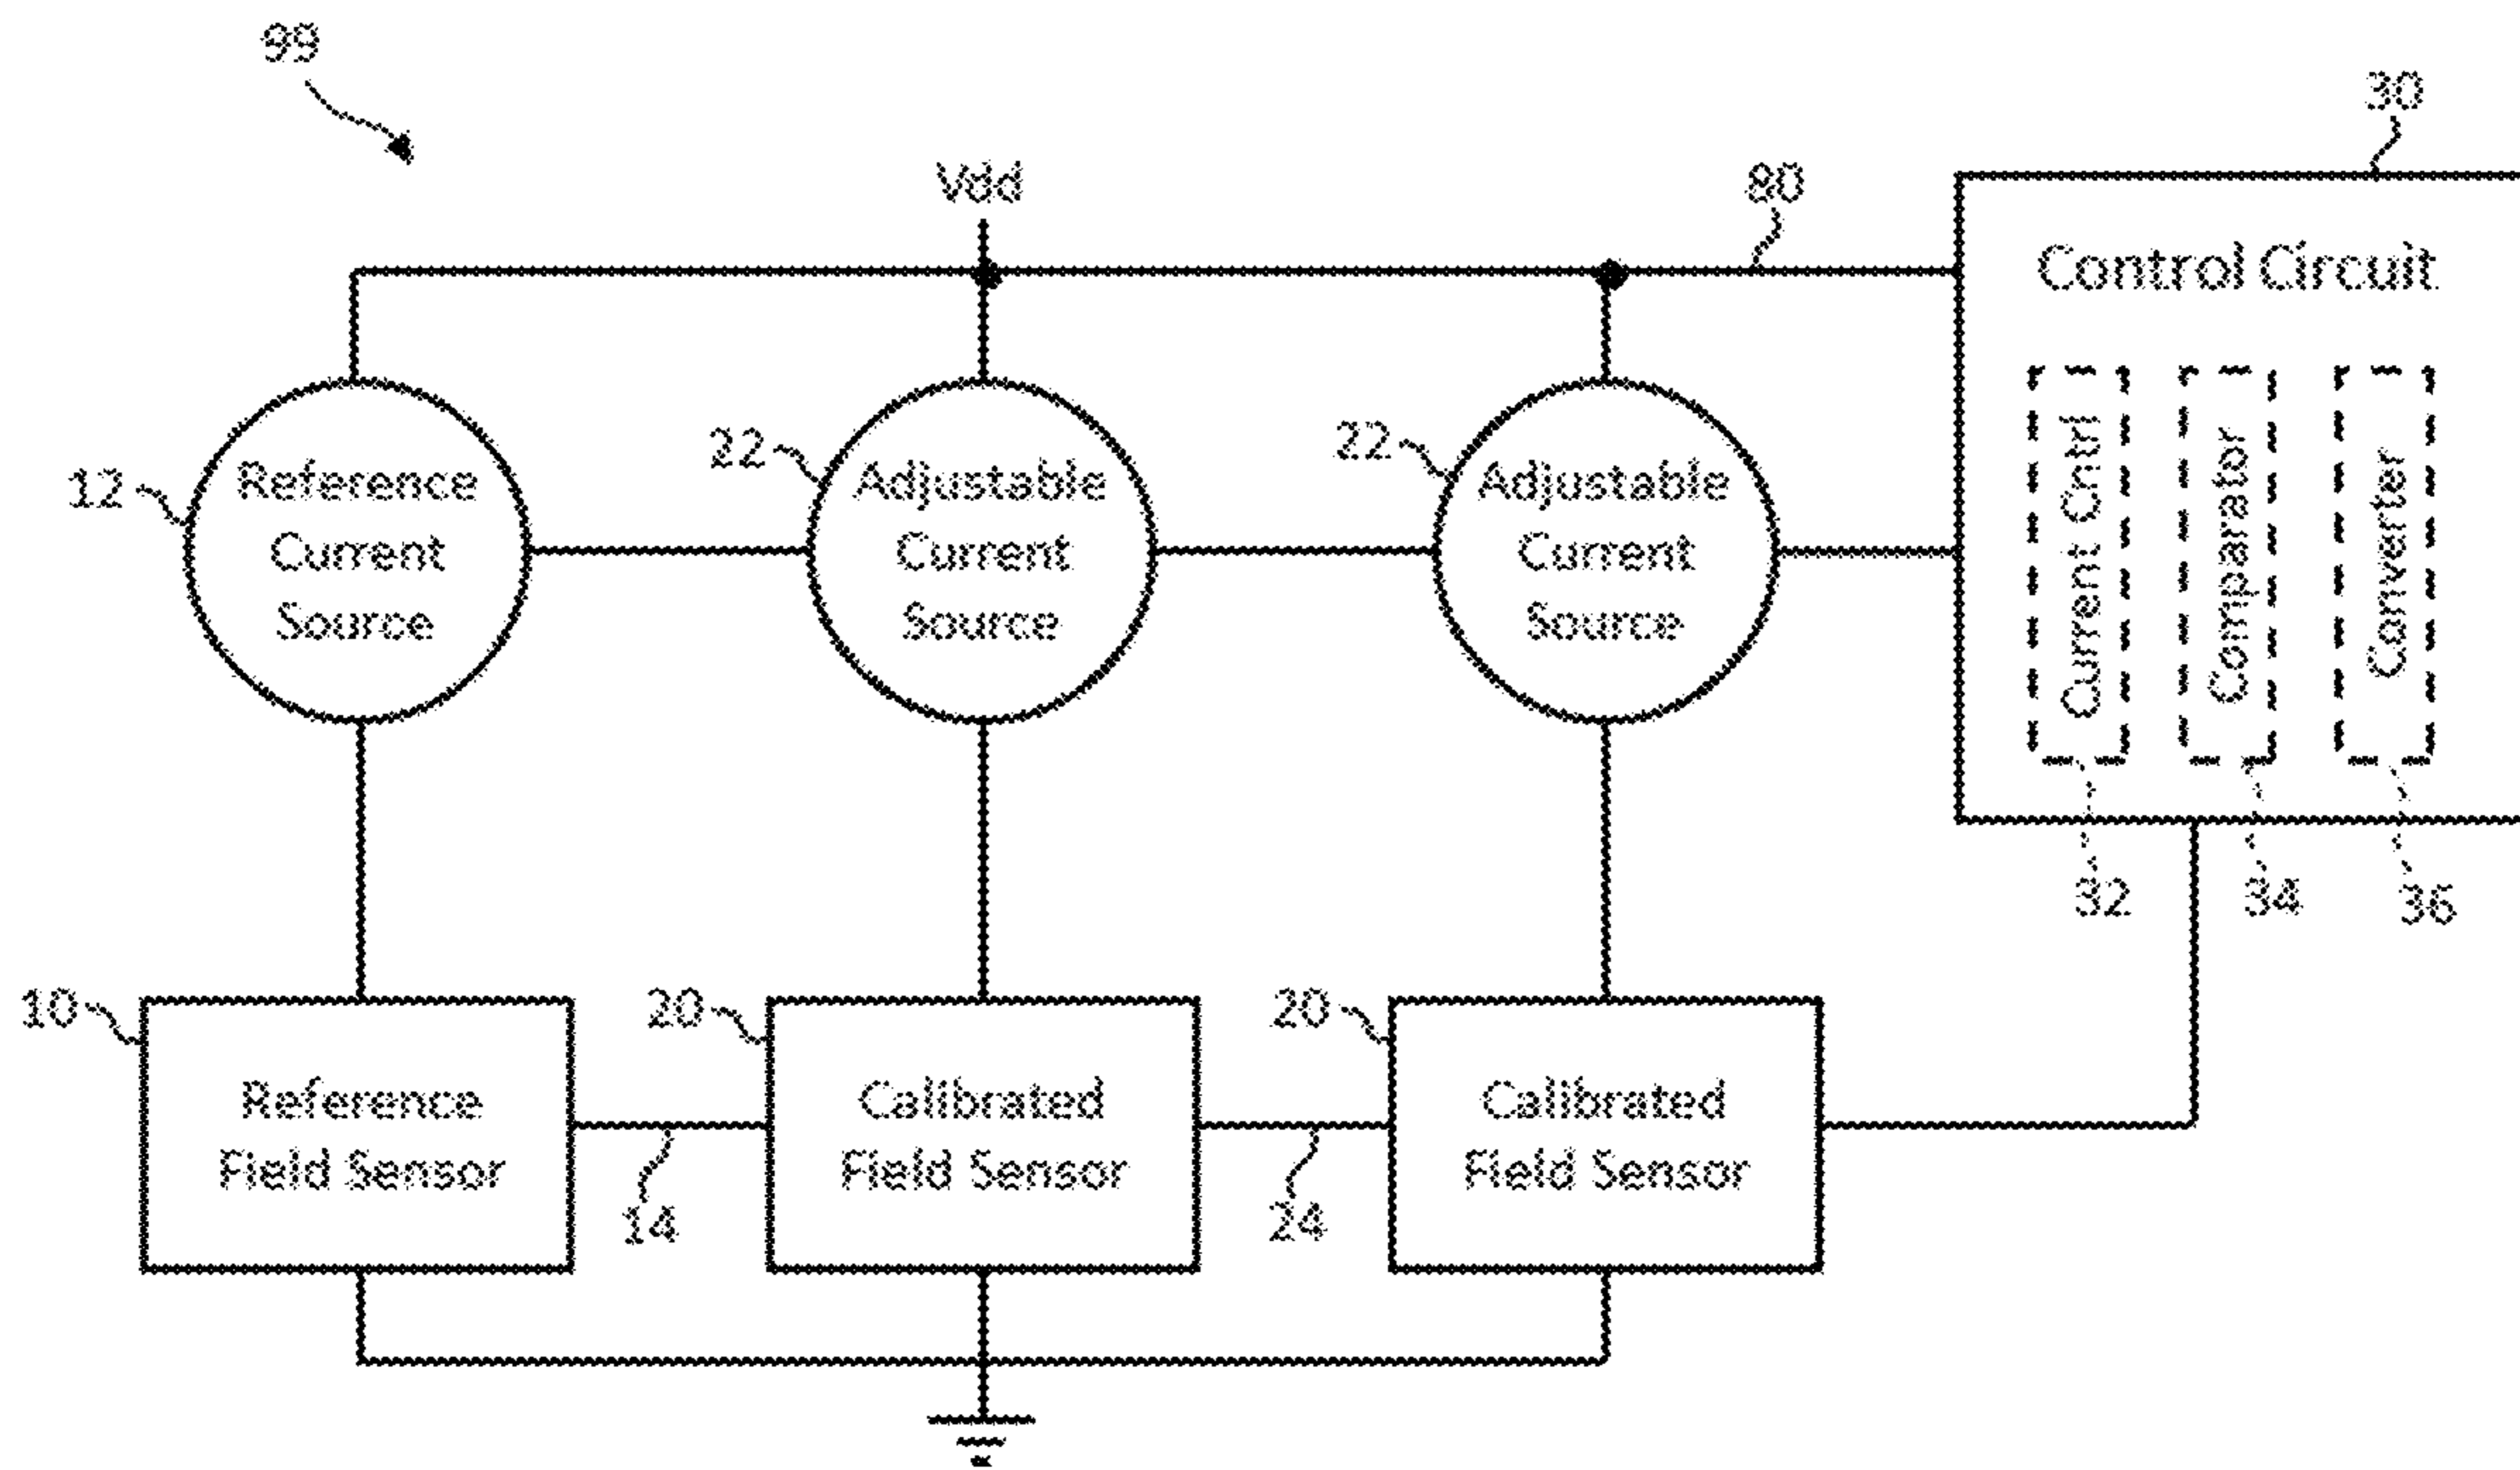 99
30
Vdd
80
Control Circuit
12
Reference
Current
Source
22
Adjustable
Current
Source
22
Adjustable
Current
Source
Current Cntrl
Comparator
Converter
32
34
36
10
Reference
Field Sensor
14
20
Calibrated
Field Sensor
24
20
Calibrated
Field Sensor